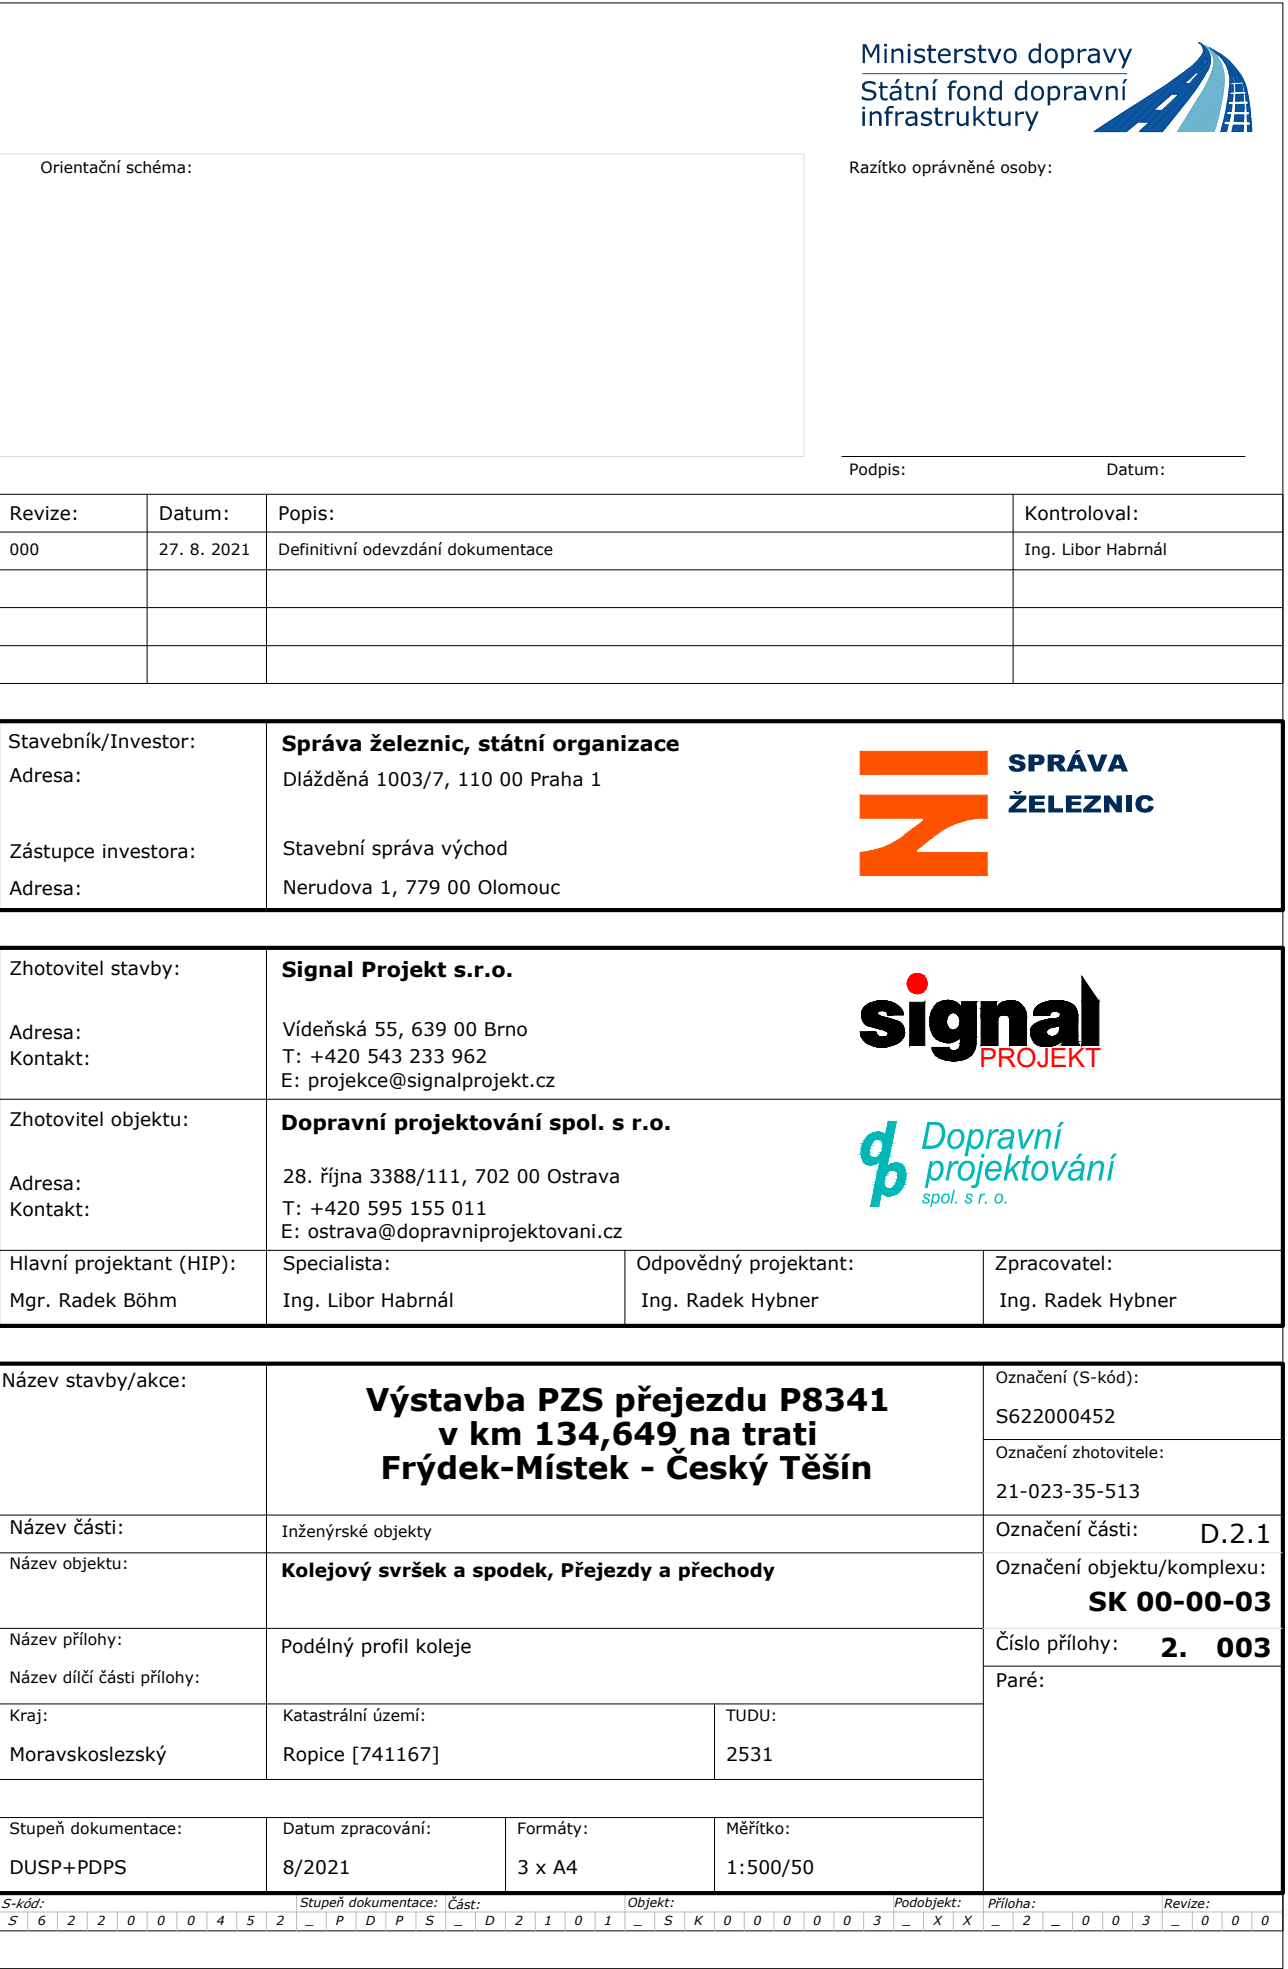 Ministerstvo dopravy
Státní fond dopravní
infrastruktury
Orientační schéma:
Razítko oprávněné osoby:
Podpis: Datum:
Revize: Datum: Popis: Kontroloval:
000 27. 8. 2021 Definitivní odevzdání dokumentace Ing. Libor Habrnál
Stavebník/Investor: Správa železnic, státní organizace
Adresa: Dlážděná 1003/7, 110 00 Praha 1
SPRÁVA
ŽELEZNIC
Zástupce investora: Stavební správa východ
Adresa: Nerudova 1, 779 00 Olomouc
Zhotovitel stavby: Signal Projekt s.r.o.
signal
PROJEKT
Adresa: Vídeňská 55, 639 00 Brno
Kontakt: T: +420 543 233 962
E: projekce@signalprojekt.cz
Zhotovitel objektu: Dopravní projektování spol. s r.o.
dp Dopravní
projektování
spol. s r. o.
Adresa: 28. října 3388/111, 702 00 Ostrava
Kontakt: T: +420 595 155 011
E: ostrava@dopravniprojektovani.cz
Hlavní projektant (HIP): Specialista: Odpovědný projektant: Zpracovatel:
Mgr. Radek Böhm Ing. Libor Habrnál Ing. Radek Hybner Ing. Radek Hybner
Název stavby/akce:
Výstavba PZS přejezdu P8341
v km 134,649 na trati
Frýdek-Místek - Český Těšín
Označení (S-kód):
S622000452
Označení zhotovitele:
21-023-35-513
Název části: Inženýrské objekty Označení části: D.2.1
Název objektu: Kolejový svršek a spodek, Přejezdy a přechody Označení objektu/komplexu:
SK 00-00-03
Název přílohy: Podélný profil koleje Číslo přílohy: 2. 003
Název dílčí části přílohy: Paré:
Kraj: Katastrální území: TUDU:
Moravskoslezský Ropice [741167] 2531
Stupeň dokumentace: Datum zpracování: Formáty: Měřítko:
DUSP+PDPS 8/2021 3 x A4 1:500/50
S-kód: Stupeň dokumentace: Část: Objekt: Podobjekt: Příloha: Revize:
S 6 2 2 0 0 0 4 5 2 _ P D P S _ D 2 1 0 1 _ S K 0 0 0 0 0 3 _ X X _ 2 _ 0 0 3 _ 0 0 0